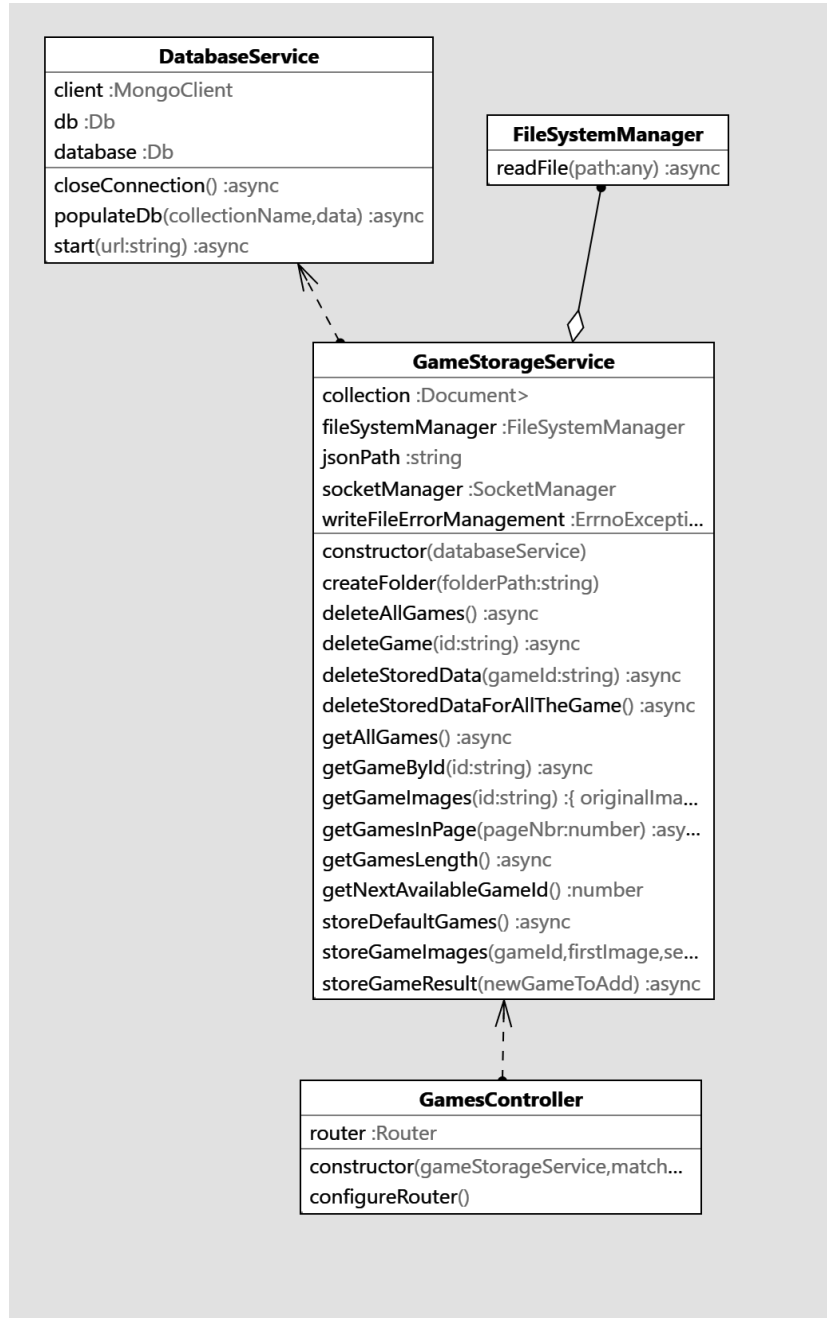 DatabaseService
client :MongoClient
db :Db
database :Db
closeConnection() :async
populateDb(collectionName,data) :async
start(url:string) :async
FileSystemManager
readFile(path:any) :async
GameStorageService
collection :Document>
fileSystemManager :FileSystemManager
jsonPath :string
socketManager :SocketManager
writeFileErrorManagement :ErrnoExcepti...
constructor(databaseService)
createFolder(folderPath:string)
deleteAllGames() :async
deleteGame(id:string) :async
deleteStoredData(gameId:string) :async
deleteStoredDataForAllTheGame() :async
getAllGames() :async
getGameById(id:string) :async
getGameImages(id:string) :{ originalIma...
getGamesInPage(pageNbr:number) :asy...
getGamesLength() :async
getNextAvailableGameId() :number
storeDefaultGames() :async
storeGameImages(gameId,firstImage,se...
storeGameResult(newGameToAdd) :async
GamesController
router :Router
constructor(gameStorageService,match...
configureRouter()